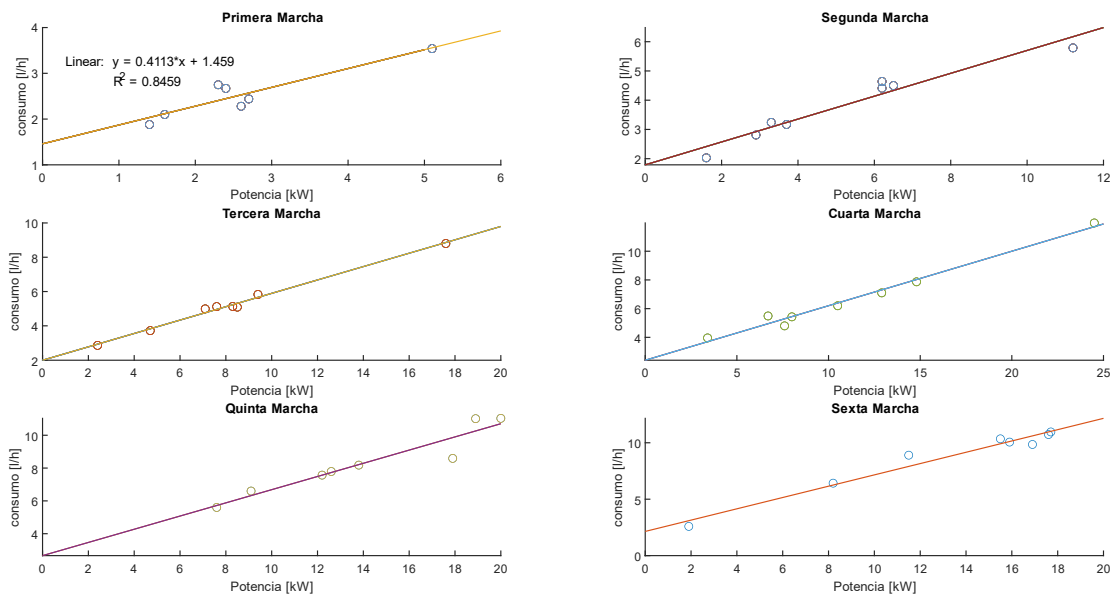 Primera Marcha
consumo [l/h]
4
3
2
1
Linear: y = 0.4113*x + 1.459
R² = 0.8459
0 1 2 3 4 5 6
Potencia [kW]
Segunda Marcha
consumo [l/h]
6
5
4
3
2
0 2 4 6 8 10 12
Potencia [kW]
Tercera Marcha
consumo [l/h]
10
8
6
4
2
0 2 4 6 8 10 12 14 16 18 20
Potencia [kW]
Cuarta Marcha
consumo [l/h]
10
8
6
4
0 5 10 15 20 25
Potencia [kW]
Quinta Marcha
consumo [l/h]
10
8
6
4
0 2 4 6 8 10 12 14 16 18 20
Potencia [kW]
Sexta Marcha
consumo [l/h]
10
5
0
0 2 4 6 8 10 12 14 16 18 20
Potencia [kW]